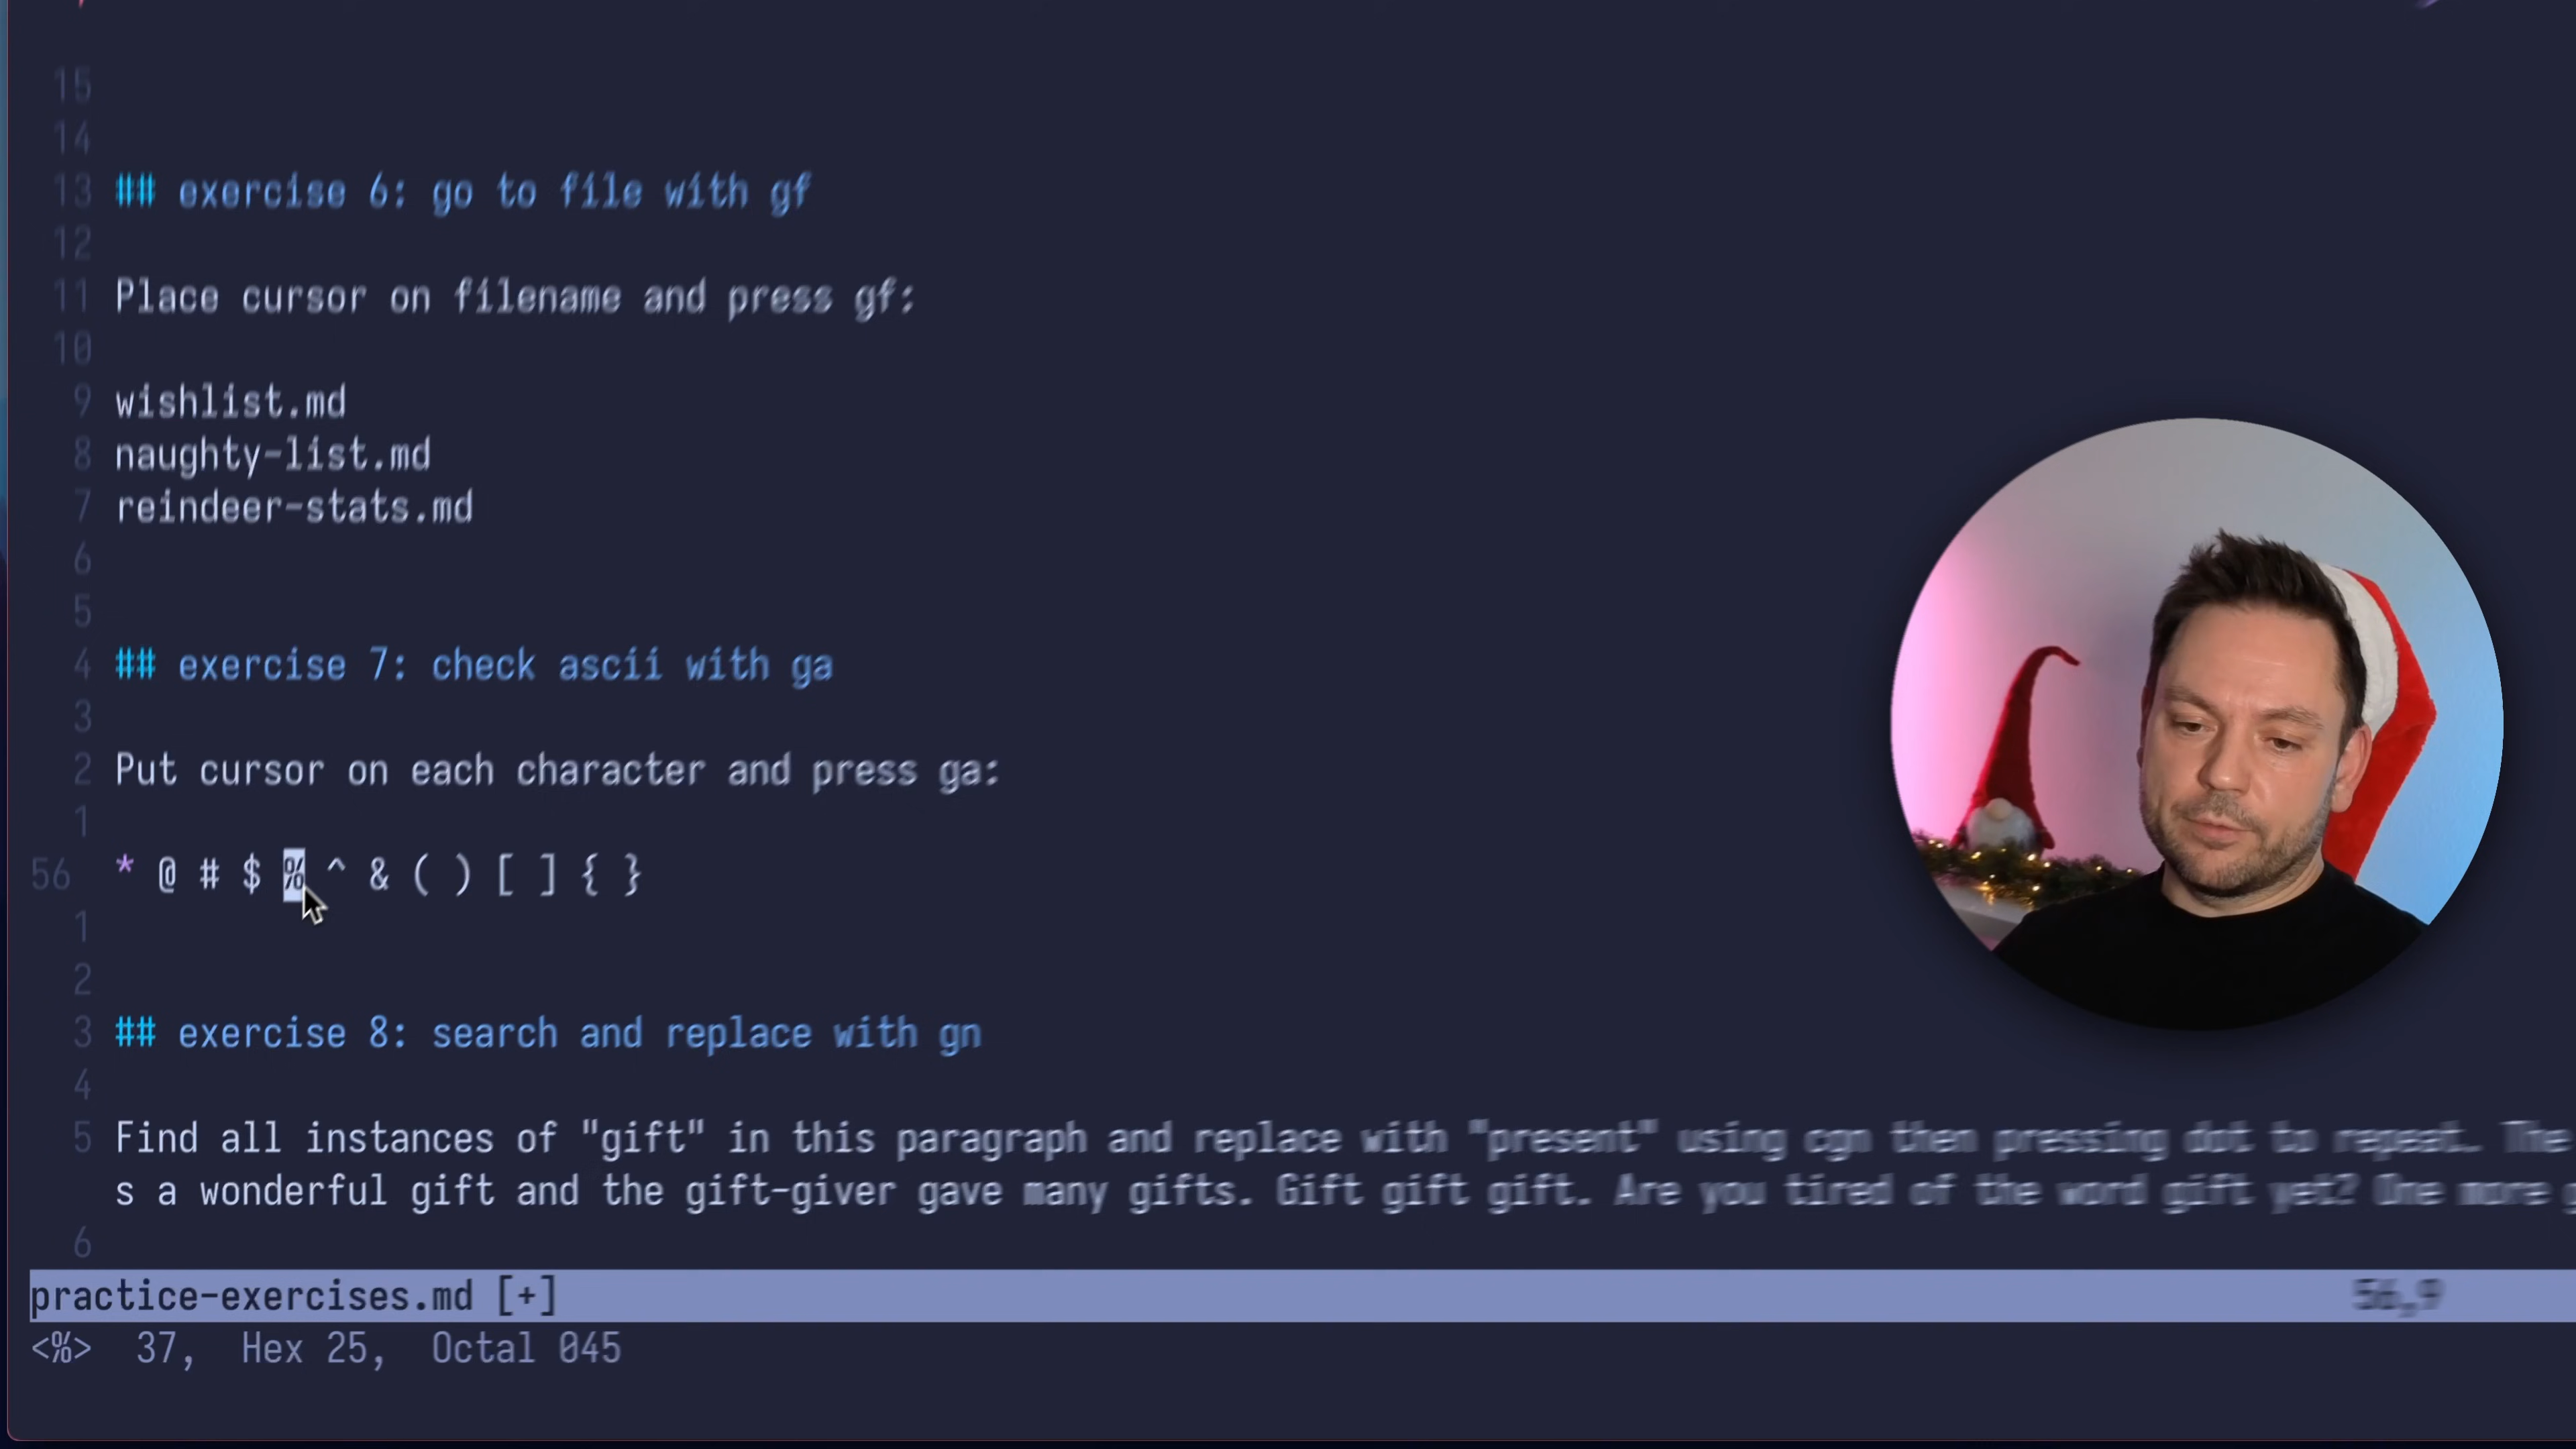 15
14
13 ## exercise 6: go to file with gf
12
11 Place cursor on filename and press gf:
10
9 wishlist.md
8 naughty-list.md
7 reindeer-stats.md
6
5
4 ## exercise 7: check ascii with ga
3
2 Put cursor on each character and press ga:
1
56 * @ # $ % ^ & ( ) [ ] { }
1
2
3 ## exercise 8: search and replace with gn
4
5 Find all instances of "gift" in this paragraph and replace with "present" using cgn then pressing dot to repeat. The
s a wonderful gift and the gift-giver gave many gifts. Gift gift gift. Are you tired of the word gift yet? One more g
6
practice-exercises.md [+] 56,9
<%> 37, Hex 25, Octal 045